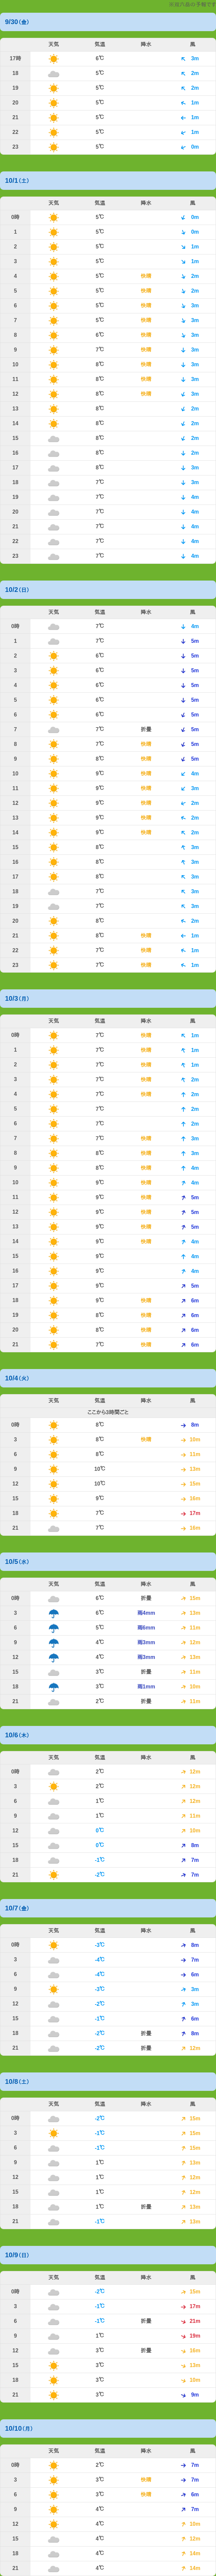 ※役の前の予報です
9/30(金)
天気 気温 降水 風
17時 6℃ 3m
18 5℃ 2m
19 5℃ 2m
20 5℃ 1m
21 5℃ 1m
22 5℃ 1m
23 5℃ 0m
10/1(土)
天気 気温 降水 風
0時 5℃ 0m
1 5℃ 0m
2 5℃ 1m
3 5℃ 1m
4 5℃ 快晴 2m
5 5℃ 快晴 2m
6 5℃ 快晴 3m
7 5℃ 快晴 3m
8 6℃ 快晴 3m
9 7℃ 快晴 3m
10 8℃ 快晴 3m
11 8℃ 快晴 3m
12 8℃ 快晴 3m
13 8℃ 2m
14 8℃ 2m
15 8℃ 2m
16 8℃ 2m
17 8℃ 3m
18 7℃ 3m
19 7℃ 4m
20 7℃ 4m
21 7℃ 4m
22 7℃ 4m
23 7℃ 4m
10/2(日)
天気 気温 降水 風
0時 7℃ 4m
1 7℃ 5m
2 6℃ 5m
3 6℃ 5m
4 6℃ 5m
5 6℃ 5m
6 6℃ 5m
7 7℃ 折畳 5m
8 7℃ 快晴 5m
9 8℃ 快晴 5m
10 9℃ 快晴 4m
11 9℃ 快晴 3m
12 9℃ 快晴 2m
13 9℃ 快晴 2m
14 9℃ 快晴 2m
15 8℃ 3m
16 8℃ 3m
17 8℃ 3m
18 7℃ 3m
19 7℃ 3m
20 8℃ 2m
21 8℃ 快晴 1m
22 7℃ 快晴 1m
23 7℃ 快晴 1m
10/3(月)
天気 気温 降水 風
0時 7℃ 快晴 1m
1 7℃ 快晴 1m
2 7℃ 快晴 1m
3 7℃ 快晴 2m
4 7℃ 快晴 2m
5 7℃ 2m
6 7℃ 2m
7 7℃ 快晴 3m
8 8℃ 快晴 3m
9 8℃ 快晴 4m
10 9℃ 快晴 4m
11 9℃ 快晴 5m
12 9℃ 快晴 5m
13 9℃ 快晴 5m
14 9℃ 快晴 4m
15 9℃ 4m
16 9℃ 4m
17 9℃ 5m
18 9℃ 快晴 6m
19 8℃ 快晴 6m
20 8℃ 快晴 6m
21 7℃ 快晴 6m
10/4(火)
天気 気温 降水 風
ここから3時間ごと
0時 8℃ 8m
3 8℃ 快晴 10m
6 8℃ 11m
9 10℃ 13m
12 10℃ 15m
15 9℃ 16m
18 7℃ 17m
21 7℃ 16m
10/5(水)
天気 気温 降水 風
0時 6℃ 折畳 15m
3 6℃ 雨4mm 13m
6 5℃ 雨6mm 11m
9 4℃ 雨3mm 12m
12 4℃ 雨3mm 13m
15 3℃ 折畳 11m
18 3℃ 雨1mm 10m
21 2℃ 折畳 11m
10/6(木)
天気 気温 降水 風
0時 2℃ 12m
3 2℃ 12m
6 1℃ 12m
9 1℃ 11m
12 0℃ 10m
15 0℃ 8m
18 -1℃ 7m
21 -2℃ 7m
10/7(金)
天気 気温 降水 風
0時 -3℃ 8m
3 -4℃ 7m
6 -4℃ 6m
9 -2℃ 3m
12 -2℃ 3m
15 -1℃ 6m
18 -2℃ 折畳 8m
21 -2℃ 折畳 12m
10/8(土)
天気 気温 降水 風
0時 -2℃ 15m
3 -1℃ 15m
6 -1℃ 15m
9 1℃ 13m
12 1℃ 12m
15 1℃ 12m
18 1℃ 折畳 13m
21 -1℃ 13m
10/9(日)
天気 気温 降水 風
0時 -2℃ 15m
3 -1℃ 17m
6 -1℃ 折畳 21m
9 1℃ 19m
12 3℃ 折畳 16m
15 3℃ 13m
18 3℃ 10m
21 3℃ 9m
10/10(月)
天気 気温 降水 風
0時 2℃ 7m
3 3℃ 快晴 7m
6 3℃ 快晴 6m
9 4℃ 7m
12 4℃ 10m
15 4℃ 12m
18 4℃ 14m
21 4℃ 14m